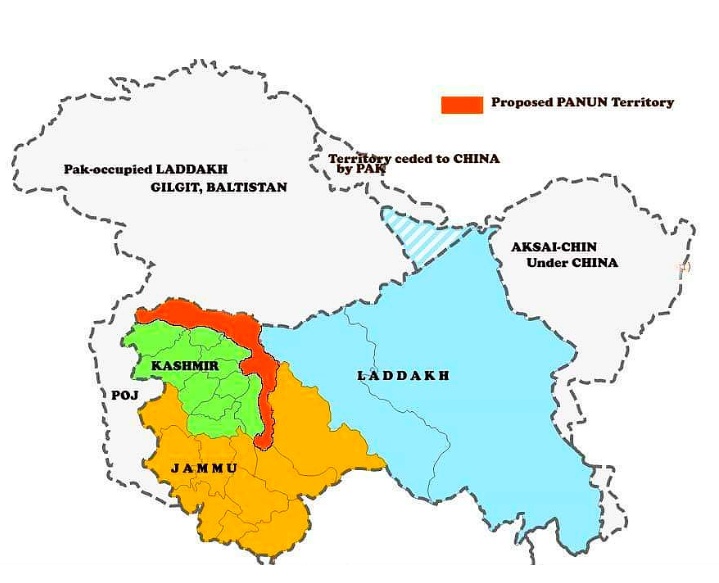 Proposed PANUN Territory
Territory ceded to CHINA
by PAK
Pak-occupied LADDAKH
GILGIT, BALTISTAN
AKSAI-CHIN
Under CHINA
KASHMIR
LADDAKH
POJ
JAMMU